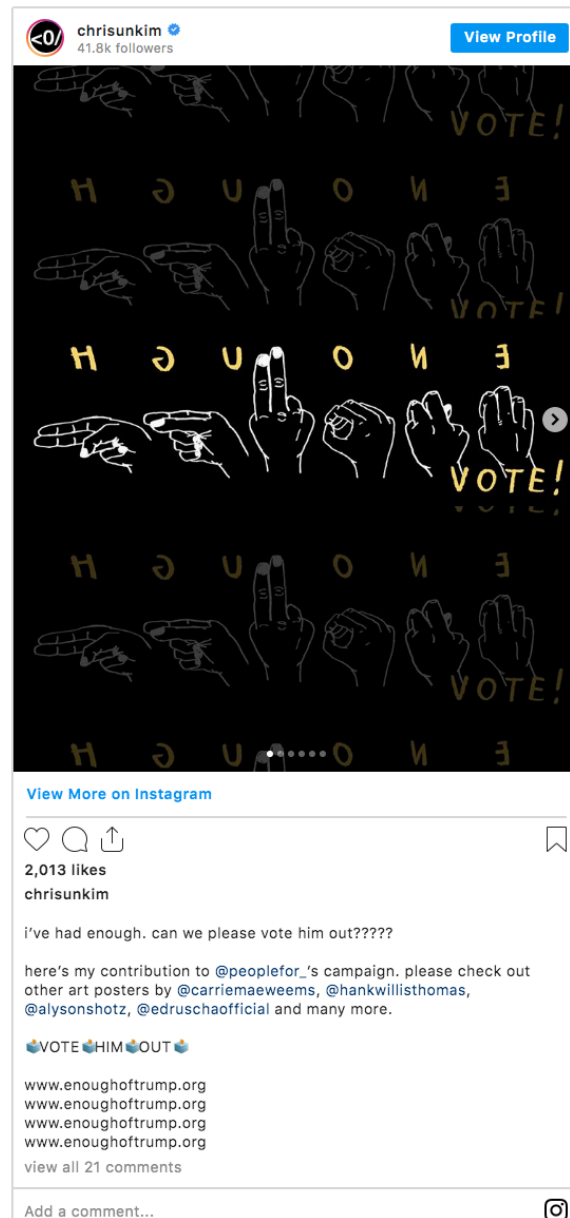 <0/
chrisunkim
41.8k followers
View Profile
VOTE!
H G U O N E
VOTE!
H G U O N E
VOTE!
H G U O N E
VOTE!
H G U O N E
View More on Instagram
2,013 likes
chrisunkim
i've had enough. can we please vote him out?????
here's my contribution to @peoplefor_'s campaign. please check out
other art posters by @carriemaeweems, @hankwillisthomas,
@alysonshotz, @edruschaofficial and many more.
🗳️VOTE🗳️HIM🗳️OUT🗳️
www.enoughoftrump.org
www.enoughoftrump.org
www.enoughoftrump.org
www.enoughoftrump.org
view all 21 comments
Add a comment...